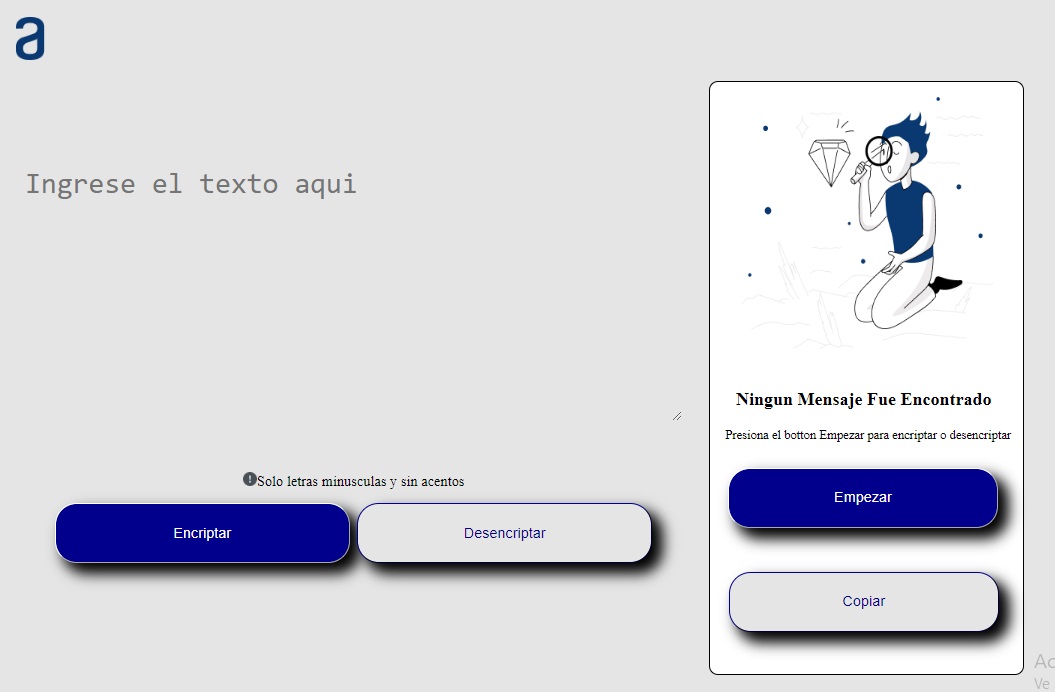 a
Ingrese el texto aqui
Solo letras minusculas y sin acentos
Encriptar
Desencriptar
Ningun Mensaje Fue Encontrado
Presiona el botton Empezar para encriptar o desencriptar
Empezar
Copiar
Ac
Ve